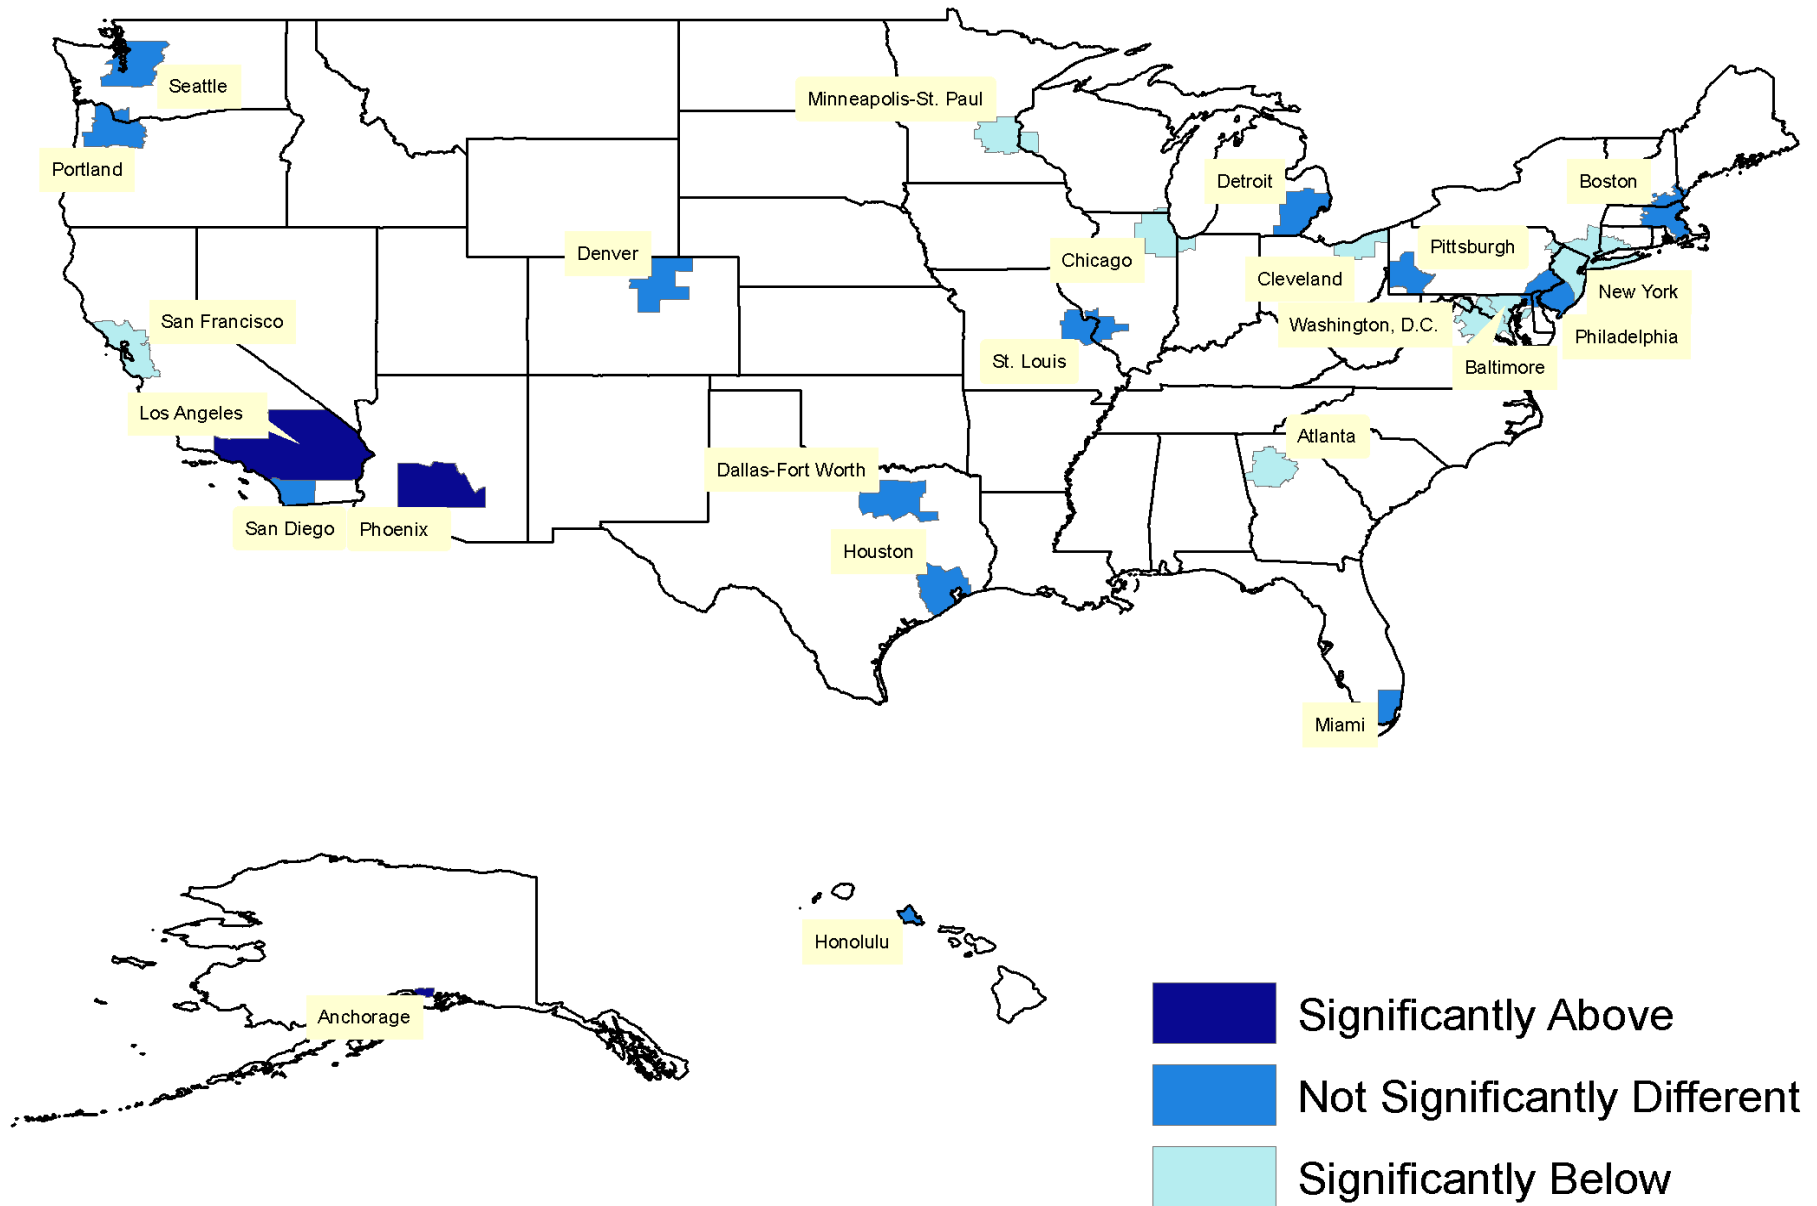 Seattle
Minneapolis-St. Paul
Portland
Detroit
Boston
Denver
Chicago
Pittsburgh
Cleveland
New York
San Francisco
Washington, D.C.
Philadelphia
St. Louis
Baltimore
Los Angeles
Atlanta
Dallas-Fort Worth
San Diego
Phoenix
Houston
Miami
Honolulu
Anchorage
Significantly Above
Not Significantly Different
Significantly Below